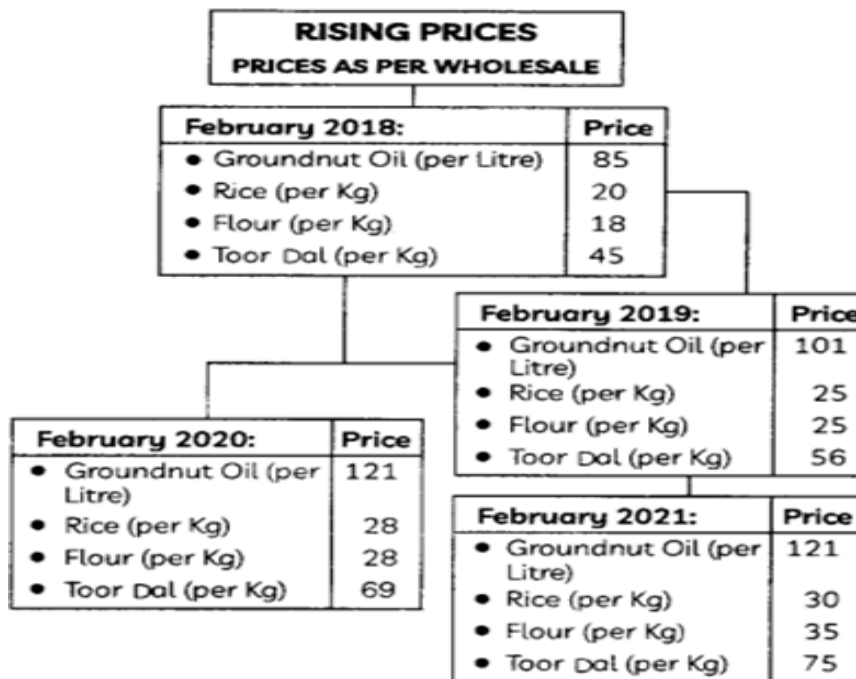 RISING PRICES
PRICES AS PER WHOLESALE
February 2018: Price
• Groundnut Oil (per Litre) 85
• Rice (per Kg) 20
• Flour (per Kg) 18
• Toor Dal (per Kg) 45
February 2019: Price
• Groundnut Oil (per 101
Litre)
• Rice (per Kg) 25
• Flour (per Kg) 25
• Toor Dal (per Kg) 56
February 2020: Price
• Groundnut Oil (per 121
Litre)
• Rice (per Kg) 28
• Flour (per Kg) 28
• Toor Dal (per Kg) 69
February 2021: Price
• Groundnut Oil (per 121
Litre)
• Rice (per Kg) 30
• Flour (per Kg) 35
• Toor Dal (per Kg) 75